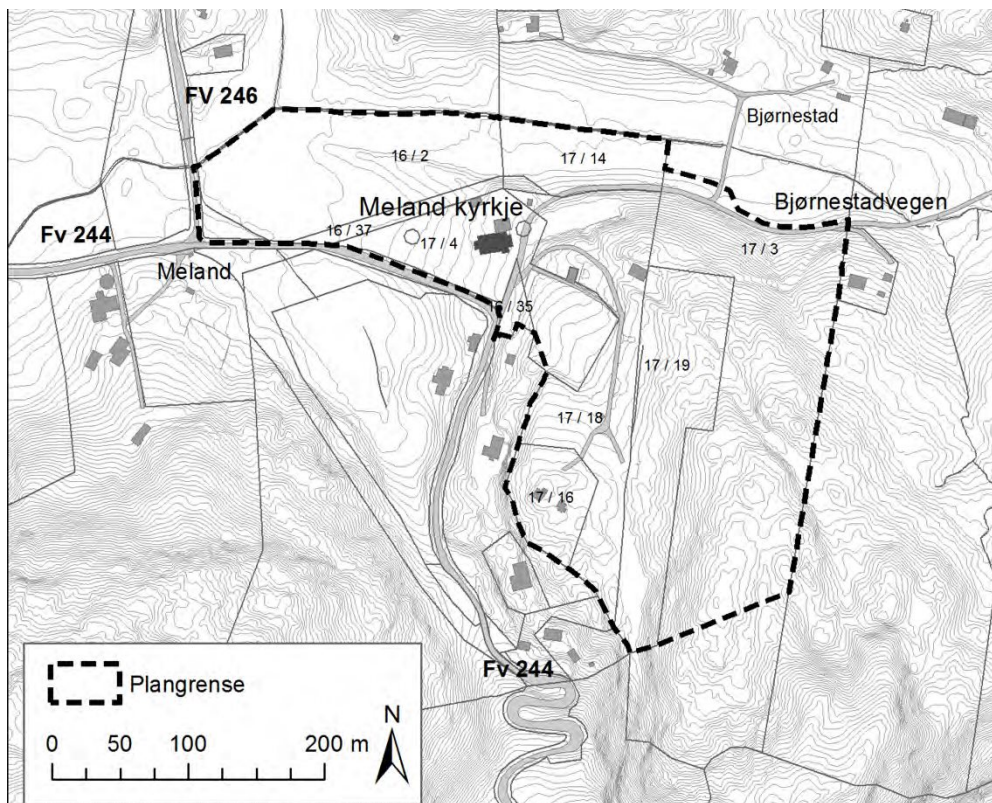 FV 246
Bjørnestad
16 / 2
17 / 14
Meland kyrkje
Bjørnestadvegen
Fv 244
16 / 37
17 / 4
17 / 3
Meland
16 / 35
17 / 19
17 / 18
17 / 16
Fv 244
Plangrense
N
0 50 100 200 m